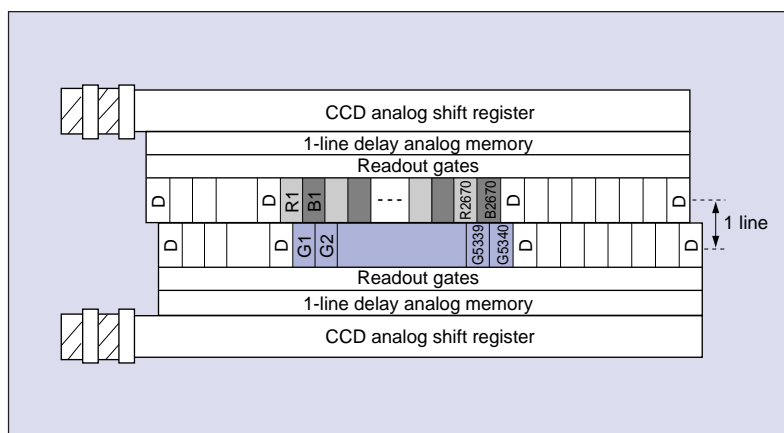 CCD analog shift register
1-line delay analog memory
Readout gates
D D R1 B1 --- R2670 B2670 D D
1 line
D D G1 G2 G5339 G5340 D D
Readout gates
1-line delay analog memory
CCD analog shift register